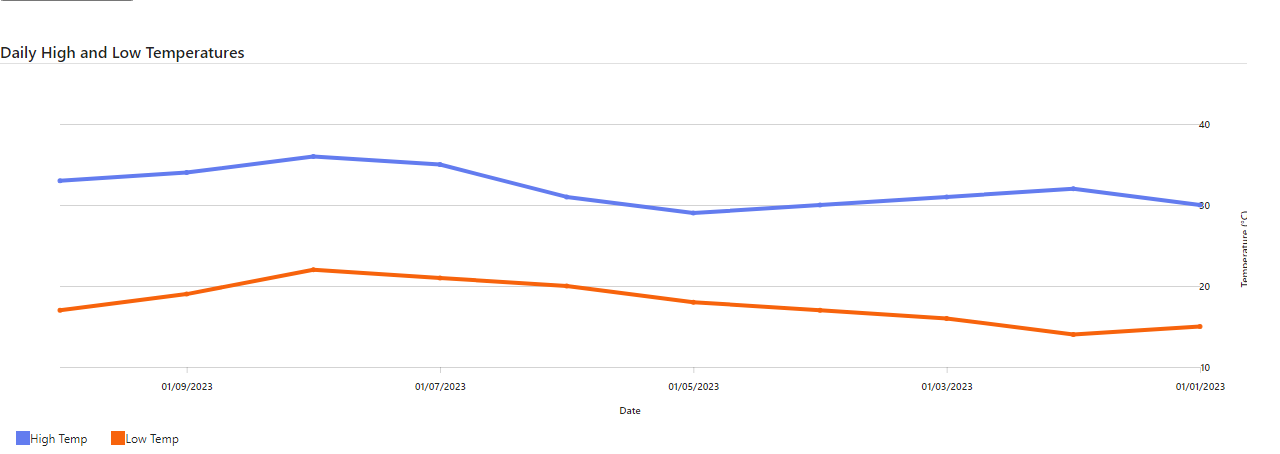 Daily High and Low Temperatures
40
30
20
10
Temperature (°C)
01/09/2023 01/07/2023 01/05/2023 01/03/2023 01/01/2023
Date
High Temp Low Temp